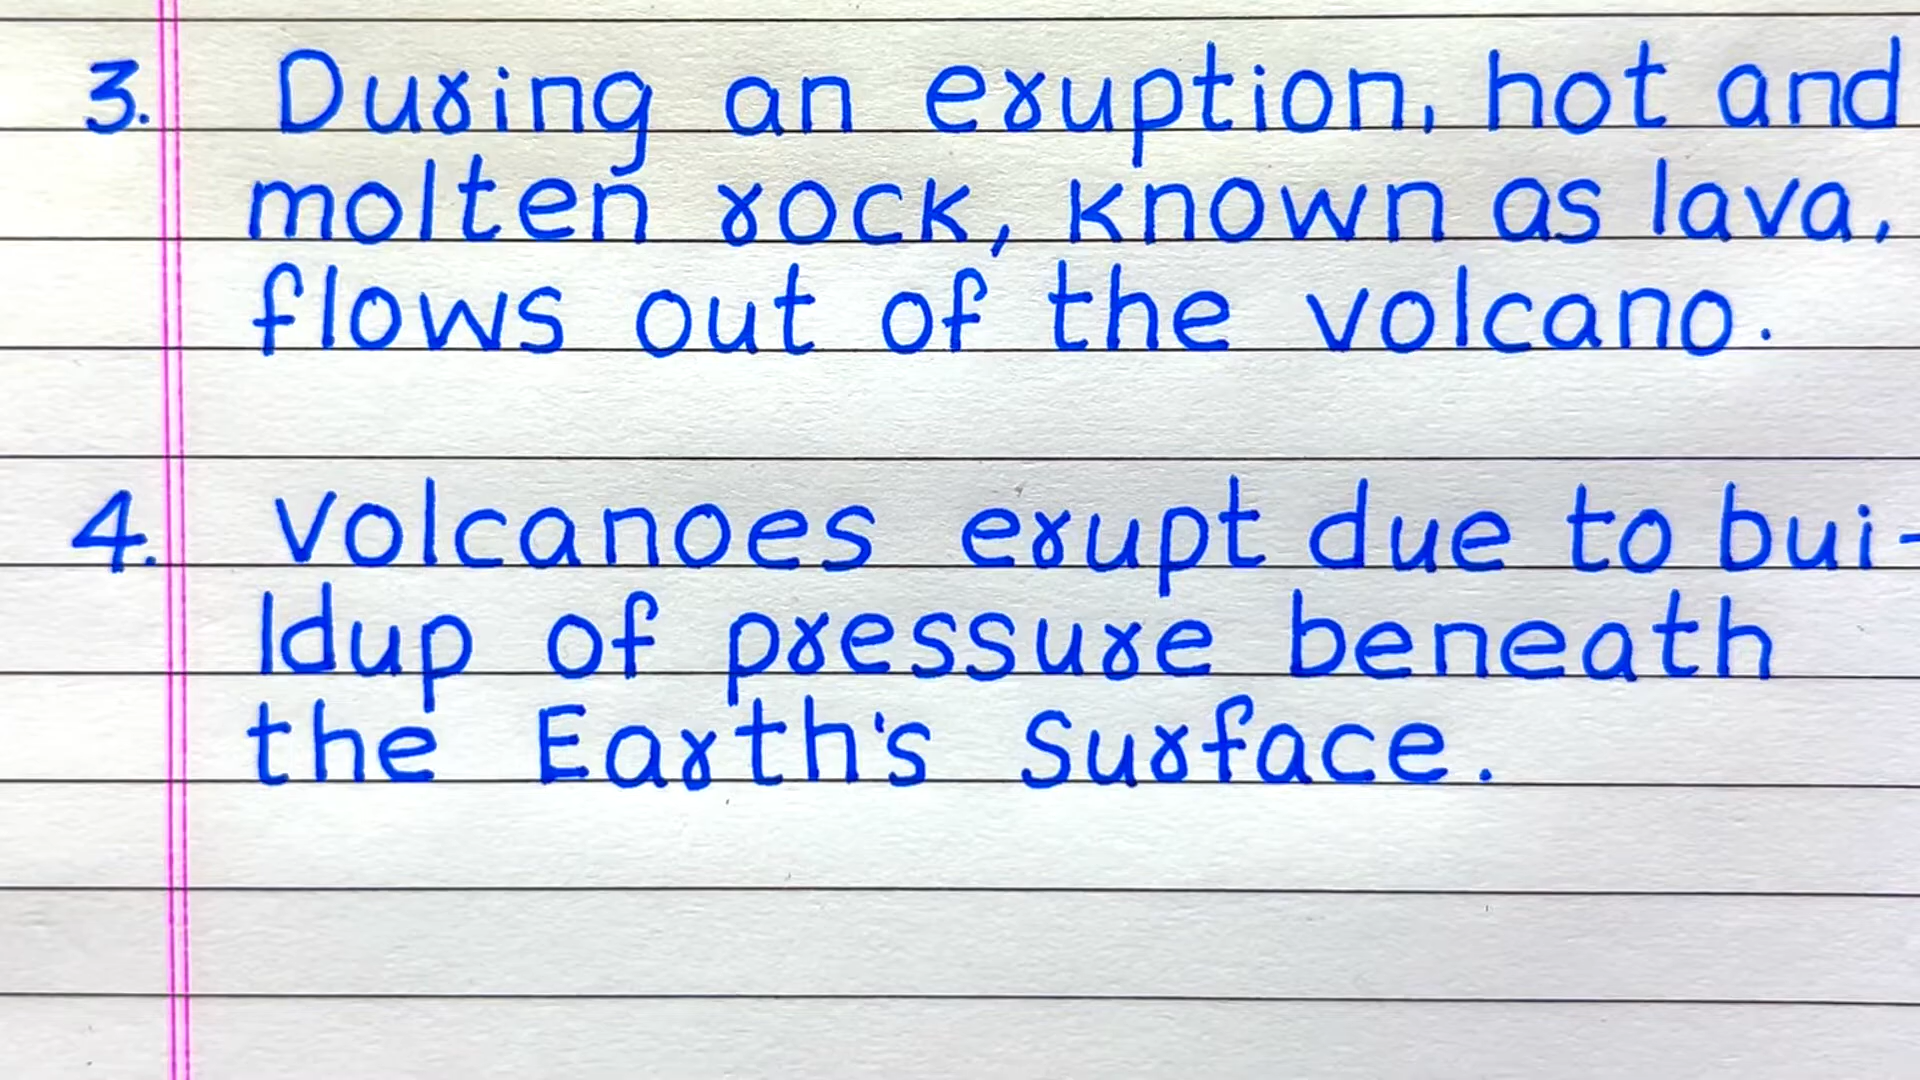 3. During an eruption, hot and
molten rock, known as lava,
flows out of the volcano.
4. Volcanoes erupt due to bui-
ldup of pressure beneath
the Earth's Surface.